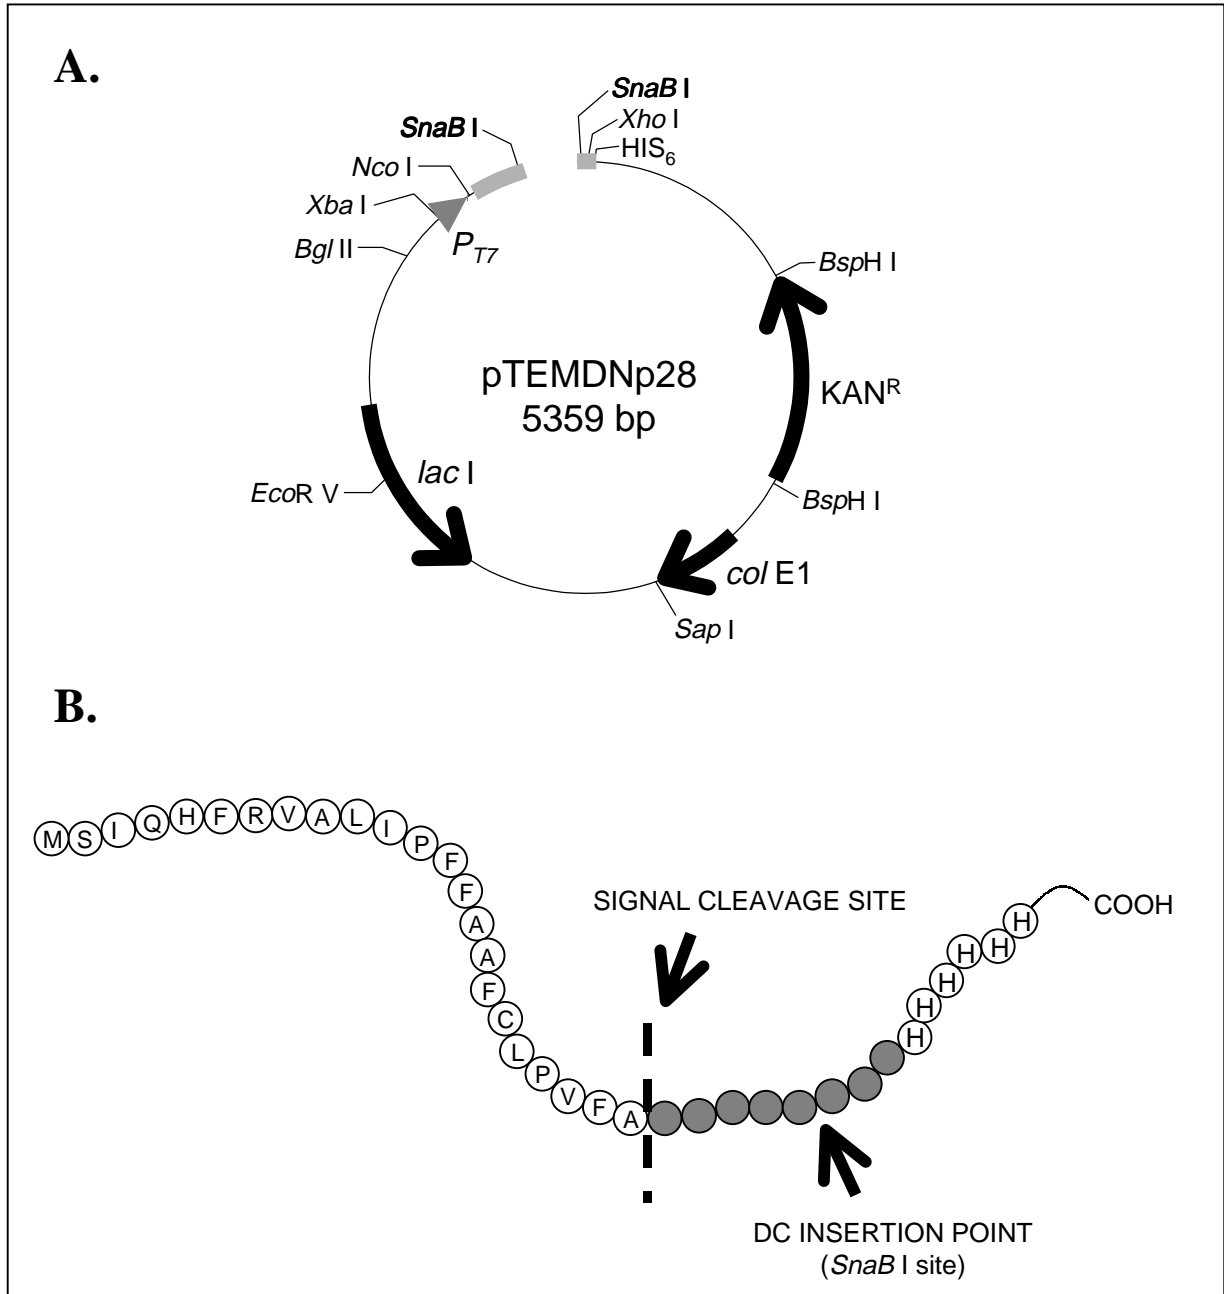 A.
SnaB I
Xho I
HIS6
SnaB I
Nco I
Xba I
Bgl II
PT7
BspH I
pTEMDNp28
5359 bp
KANR
lac I
EcoR V
BspH I
col E1
Sap I
B.
M S I Q H F R V A L I P F F A A F C L P V F A
SIGNAL CLEAVAGE SITE
H H H H H H
COOH
DC INSERTION POINT
(SnaB I site)